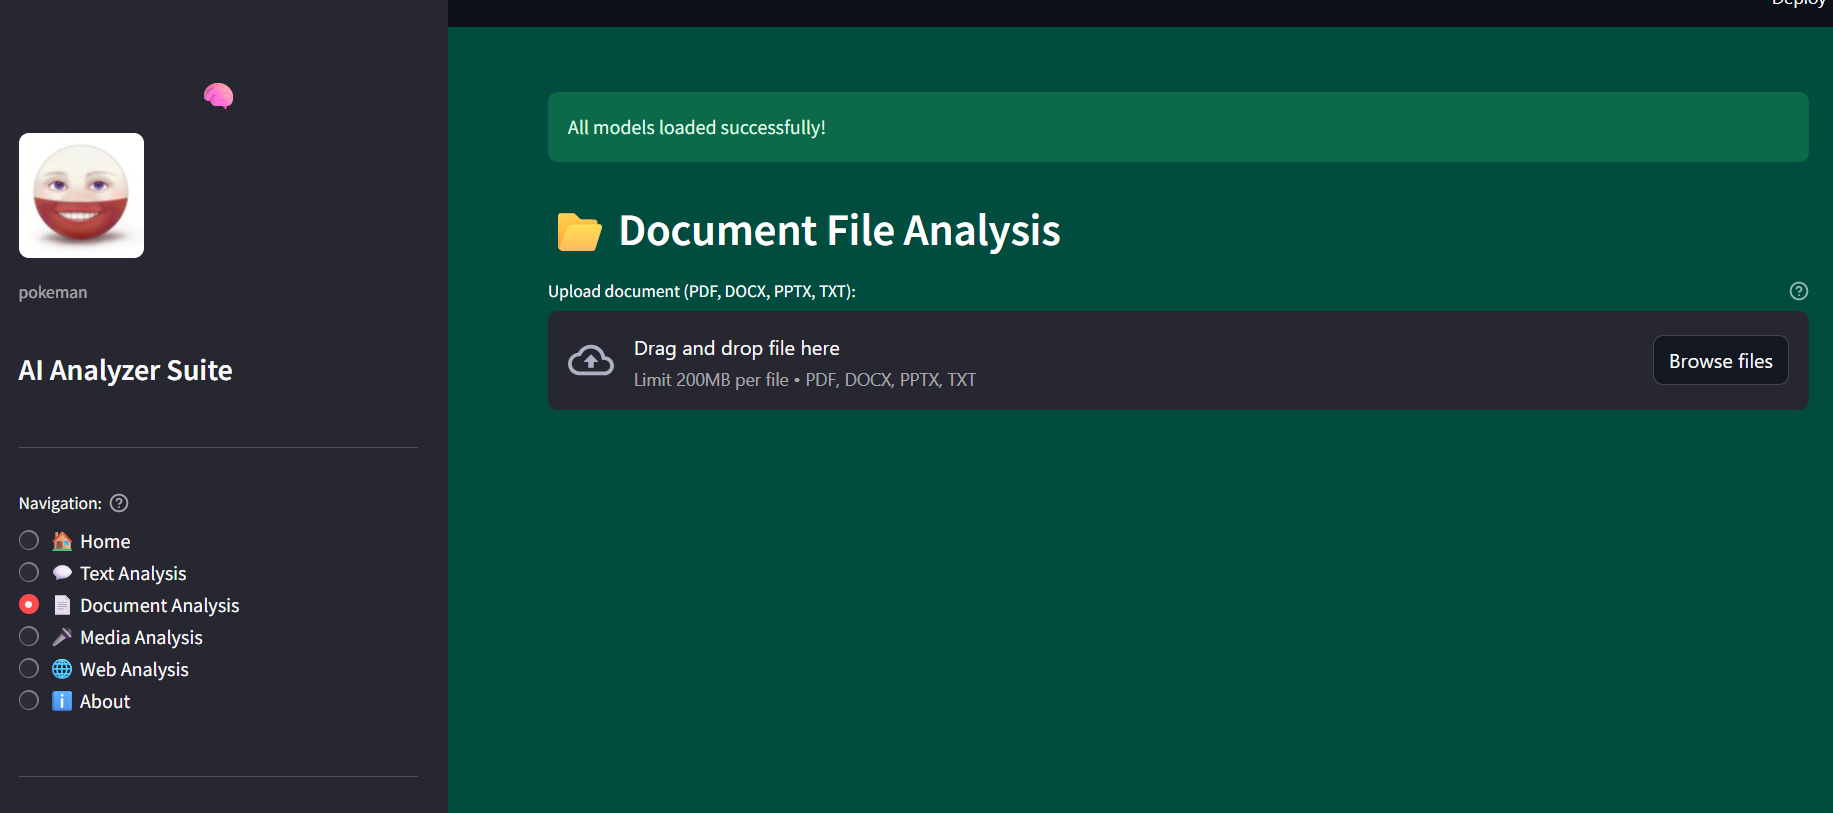 Deploy
pokeman
AI Analyzer Suite
Navigation:
Home
Text Analysis
Document Analysis
Media Analysis
Web Analysis
About
All models loaded successfully!
Document File Analysis
Upload document (PDF, DOCX, PPTX, TXT):
Drag and drop file here
Limit 200MB per file • PDF, DOCX, PPTX, TXT
Browse files